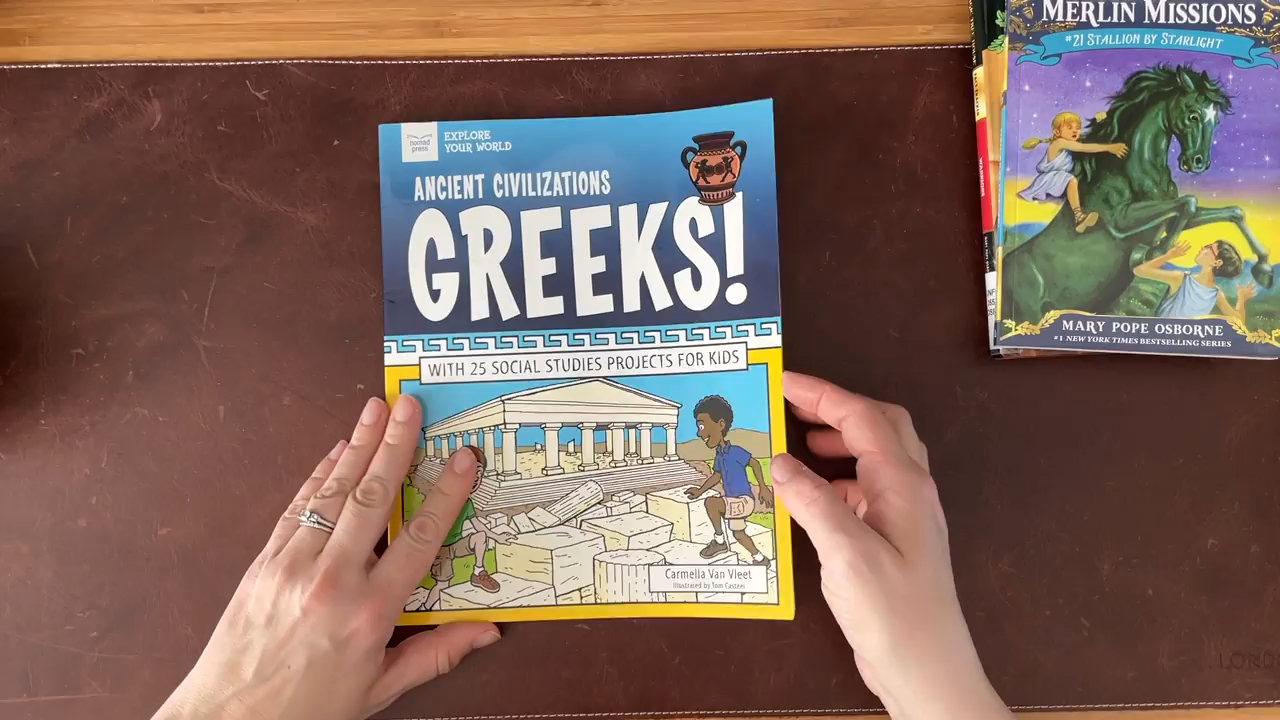 nomad
press
EXPLORE
YOUR WORLD
ANCIENT CIVILIZATIONS
GREEKS!
WITH 25 SOCIAL STUDIES PROJECTS FOR KIDS
Carmella Van Vleet
Illustrated by Tom Casteel
MERLIN MISSIONS
#21 STALLION BY STARLIGHT
MARY POPE OSBORNE
#1 NEW YORK TIMES BESTSELLING SERIES